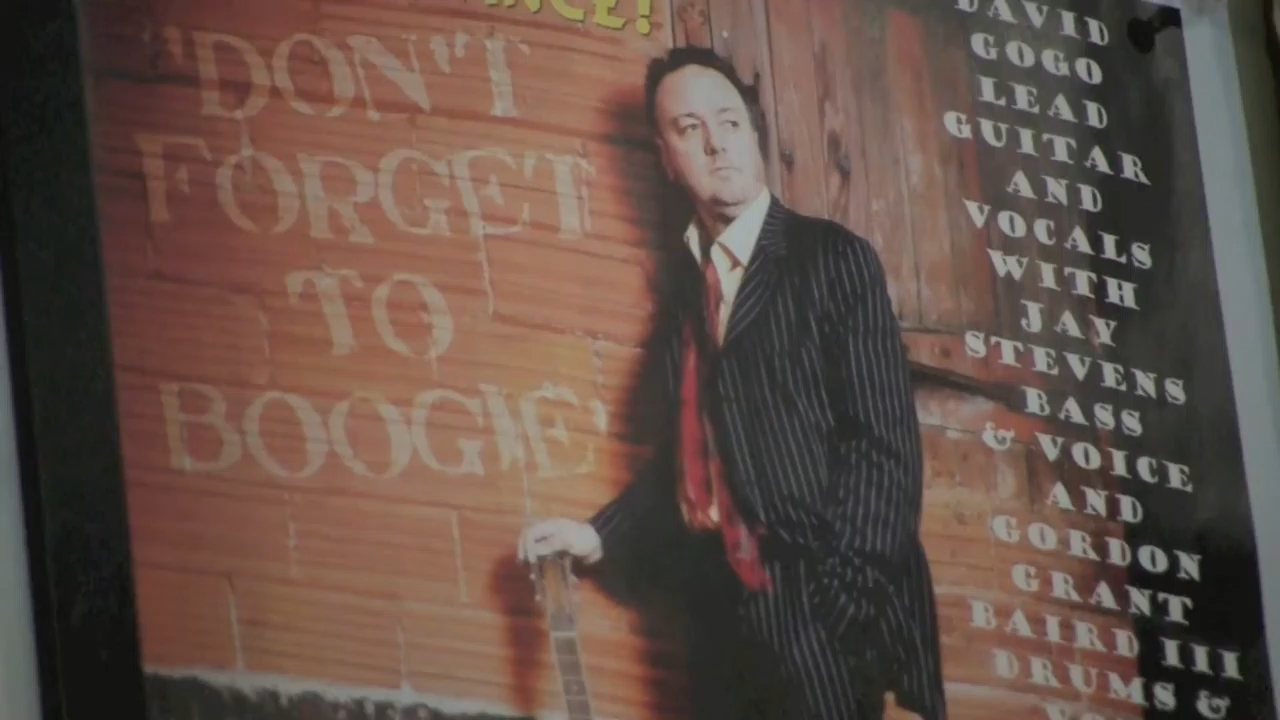 'DON'T
FORGET
TO
BOOGIE'
DAVID
GOGO
LEAD
GUITAR
AND
VOCALS
WITH
JAY
STEVENS
BASS
& VOICE
AND
GORDON
GRANT
BAIRD III
DRUMS &